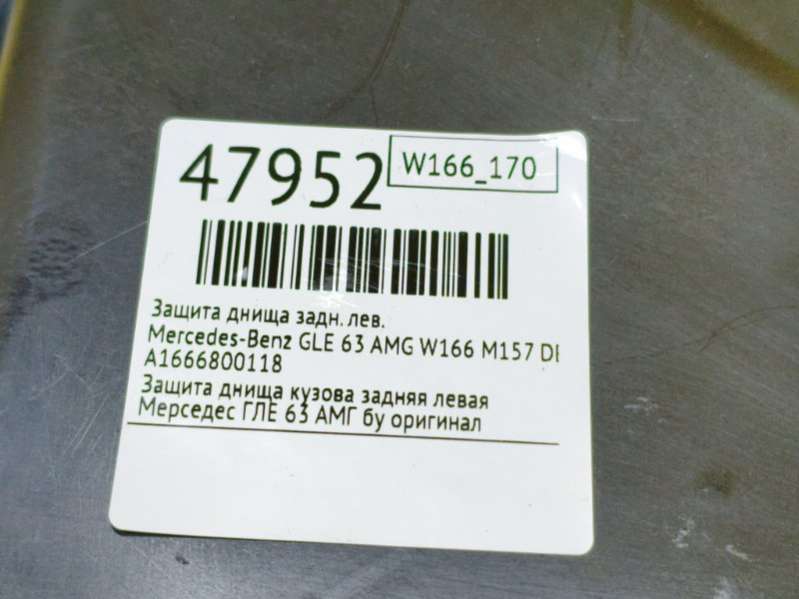 47952
W166_170
Защита днища задн. лев.
Mercedes-Benz GLE 63 AMG W166 M157 DE
A1666800118
Защита днища кузова задняя левая
Мерседес ГЛЕ 63 АМГ бу оригинал